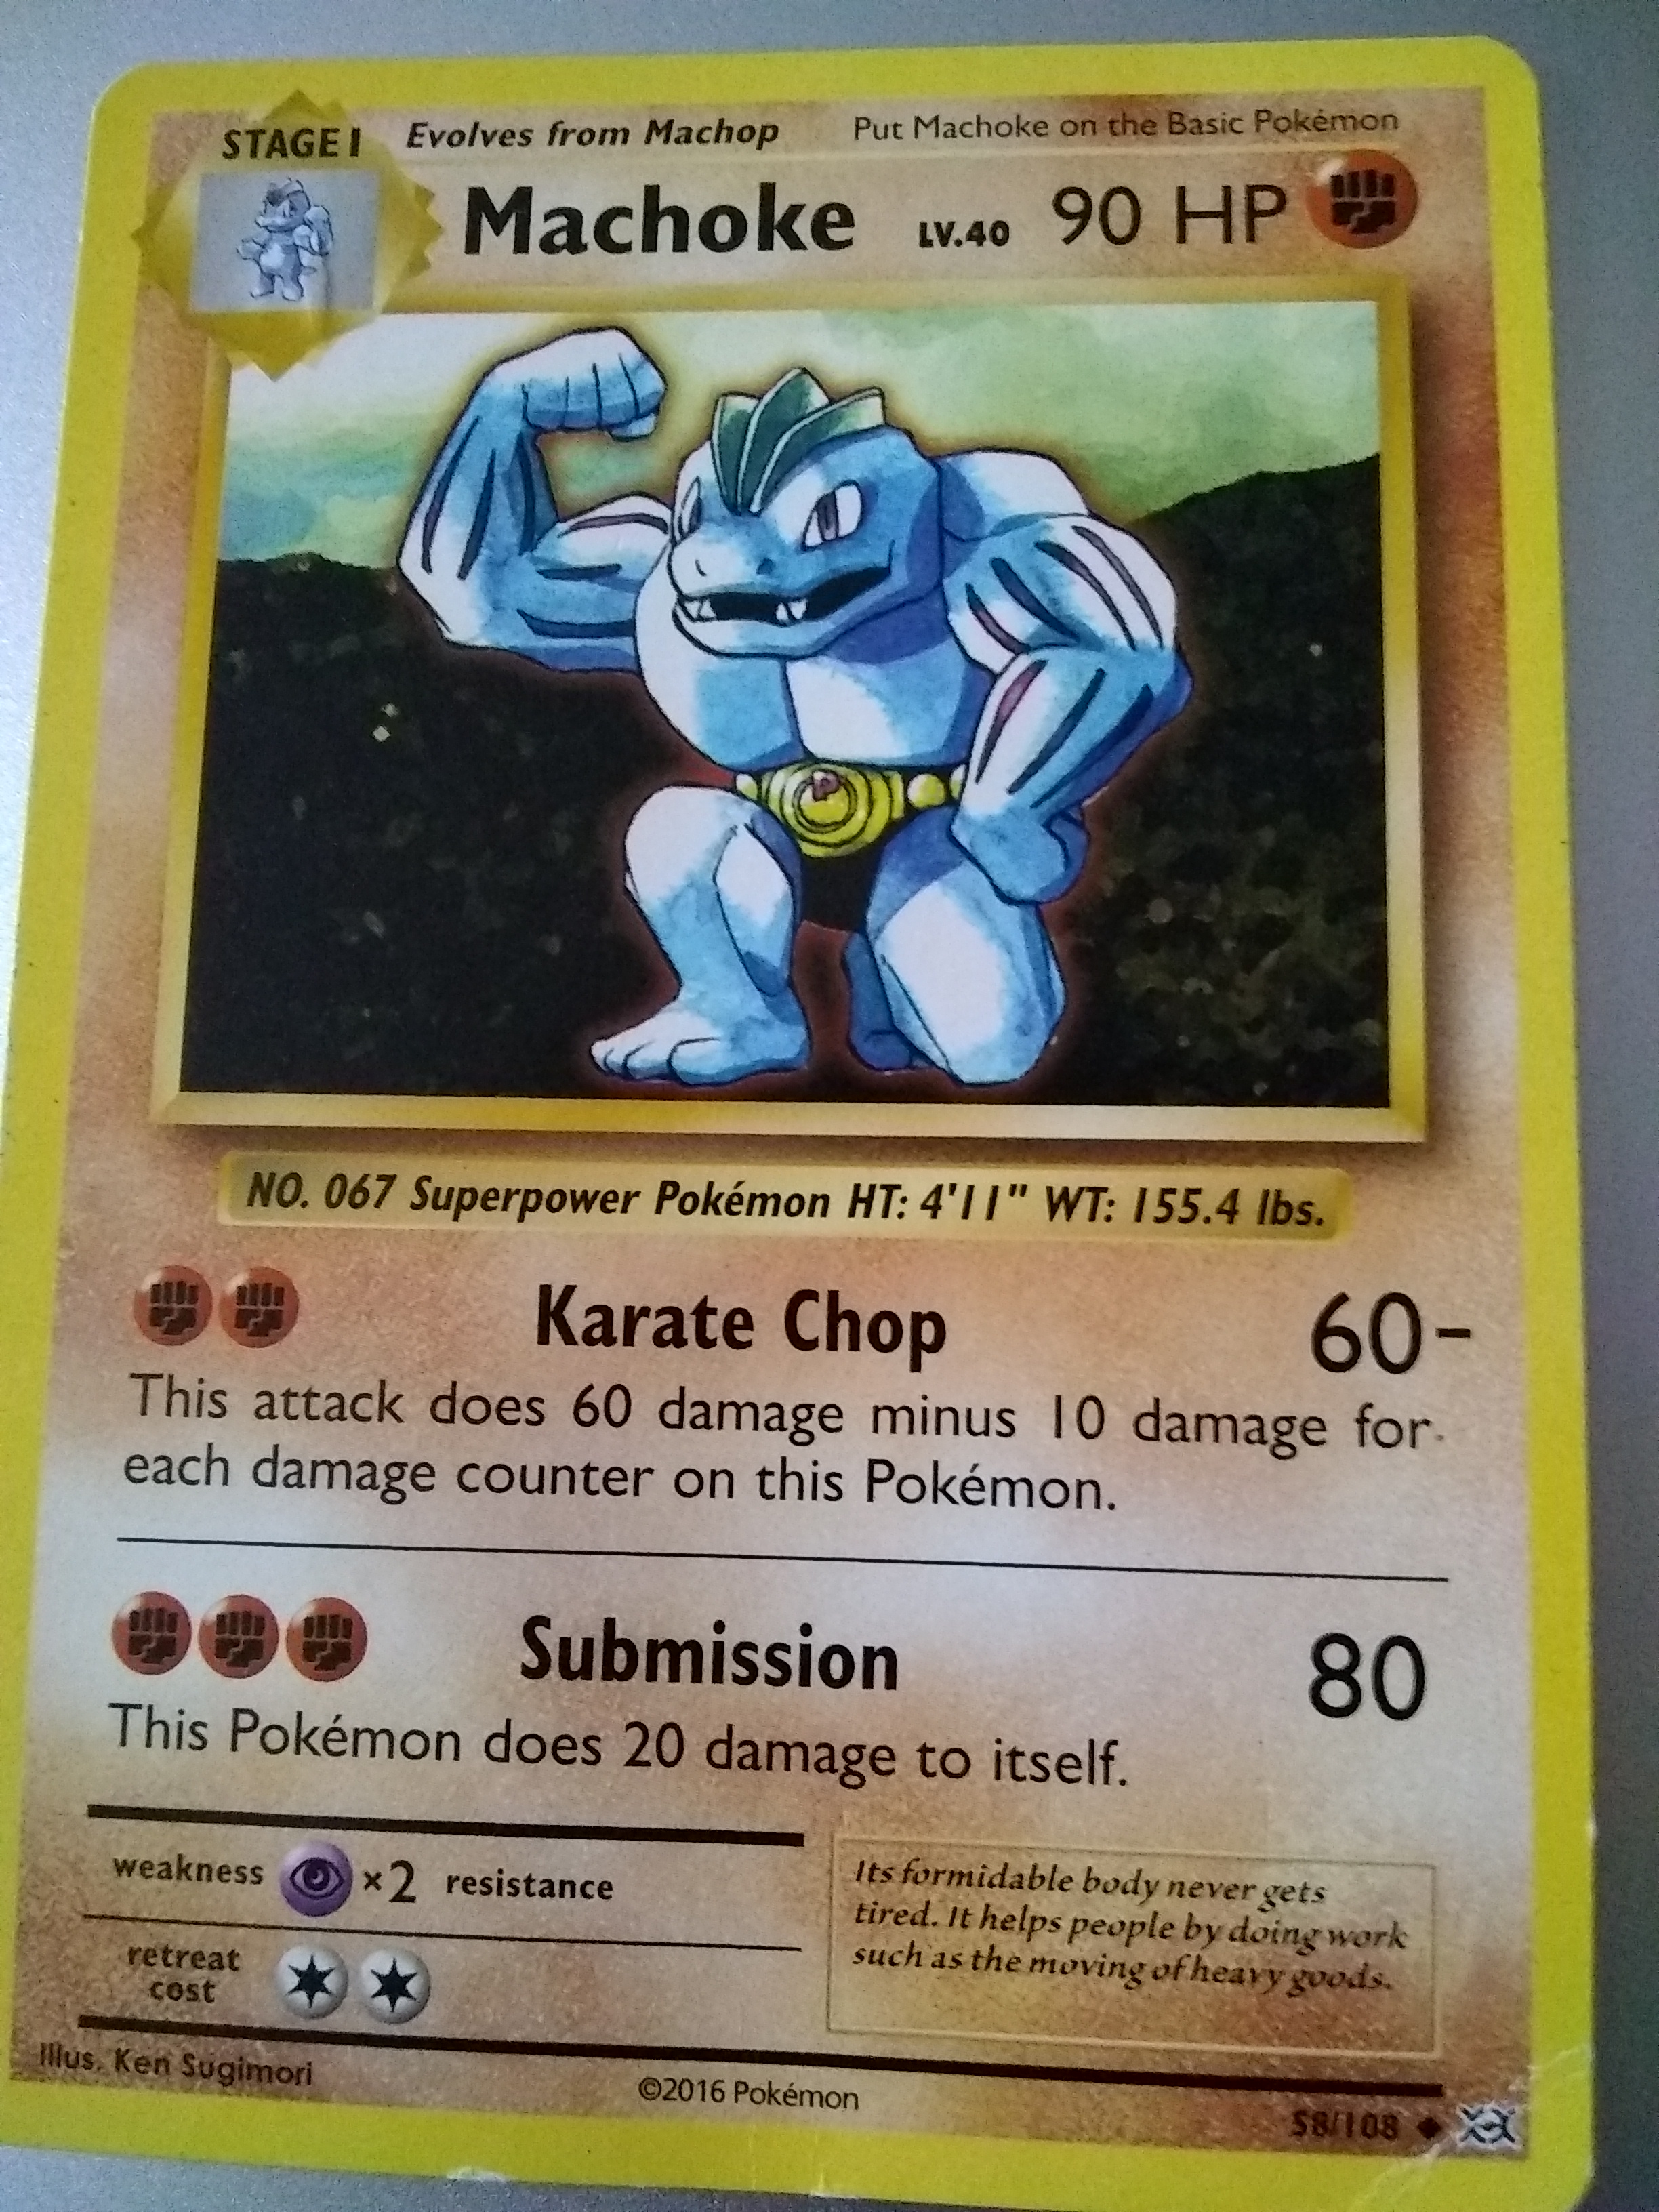 STAGE 1 Evolves from Machop Put Machoke on the Basic Pokémon
Machoke LV.40 90 HP
NO. 067 Superpower Pokémon HT: 4'11" WT: 155.4 lbs.
Karate Chop 60-
This attack does 60 damage minus 10 damage for
each damage counter on this Pokémon.
Submission 80
This Pokémon does 20 damage to itself.
weakness ×2 resistance
retreat
cost
Its formidable body never gets
tired. It helps people by doing work
such as the moving of heavy goods.
Illus. Ken Sugimori
©2016 Pokémon
58/108